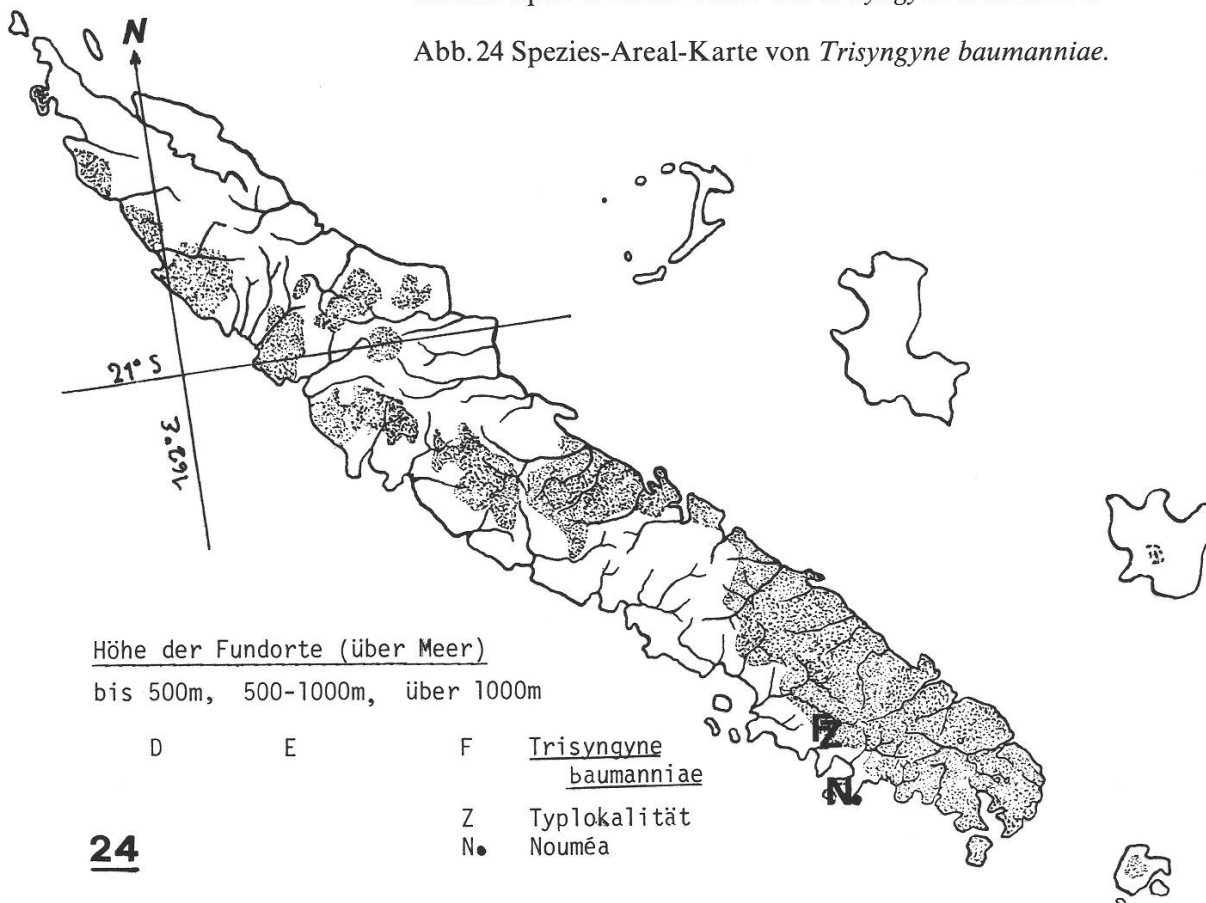 Abb. 24 Spezies-Areal-Karte von Trisyngyne baumanniae.
N
21° S
162° E
Höhe der Fundorte (über Meer)
bis 500m, 500-1000m, über 1000m
D E F Trisyngyne
baumanniae
Z Typlokalität
N. Nouméa
F
Z
N.
24